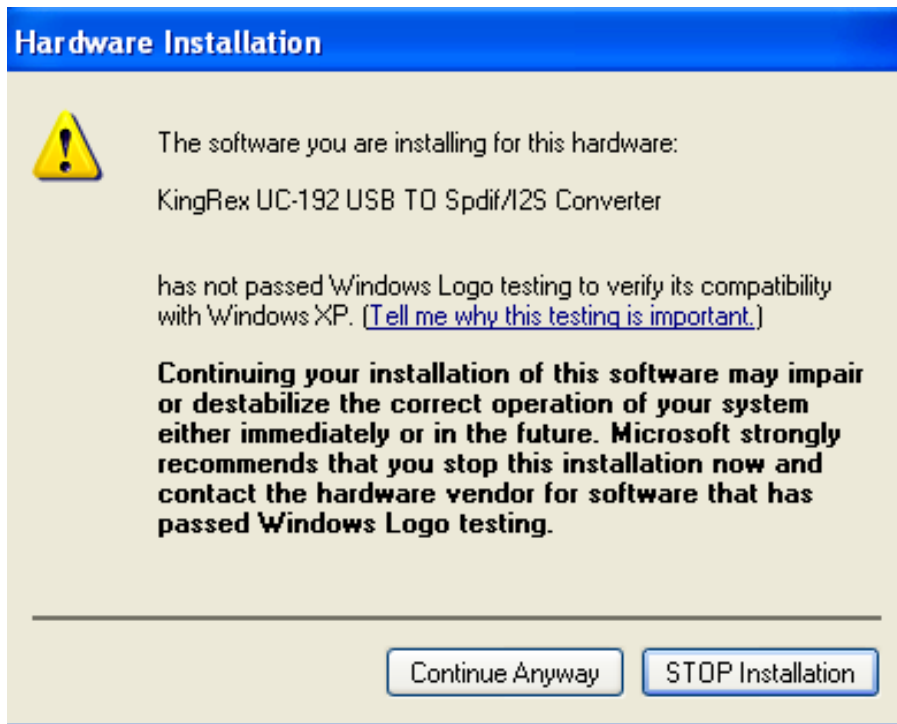 Hardware Installation
The software you are installing for this hardware:
KingRex UC-192 USB TO Spdif/I2S Converter
has not passed Windows Logo testing to verify its compatibility
with Windows XP. (Tell me why this testing is important.)
Continuing your installation of this software may impair
or destabilize the correct operation of your system
either immediately or in the future. Microsoft strongly
recommends that you stop this installation now and
contact the hardware vendor for software that has
passed Windows Logo testing.
Continue Anyway
STOP Installation